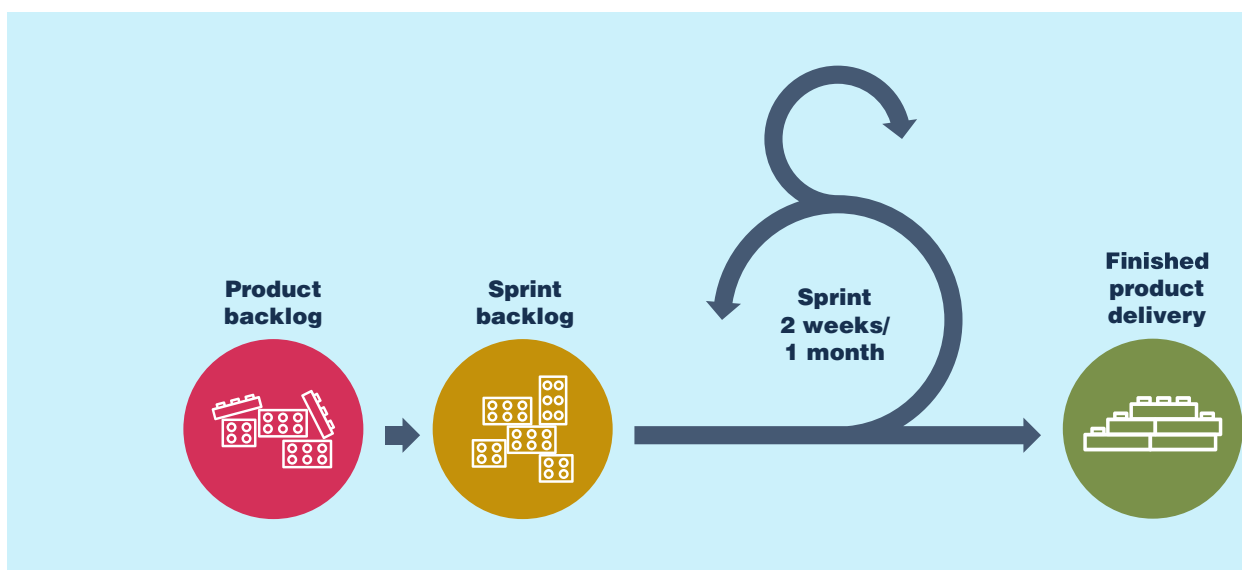 Product
backlog
Sprint
backlog
Sprint
2 weeks/
1 month
Finished
product
delivery